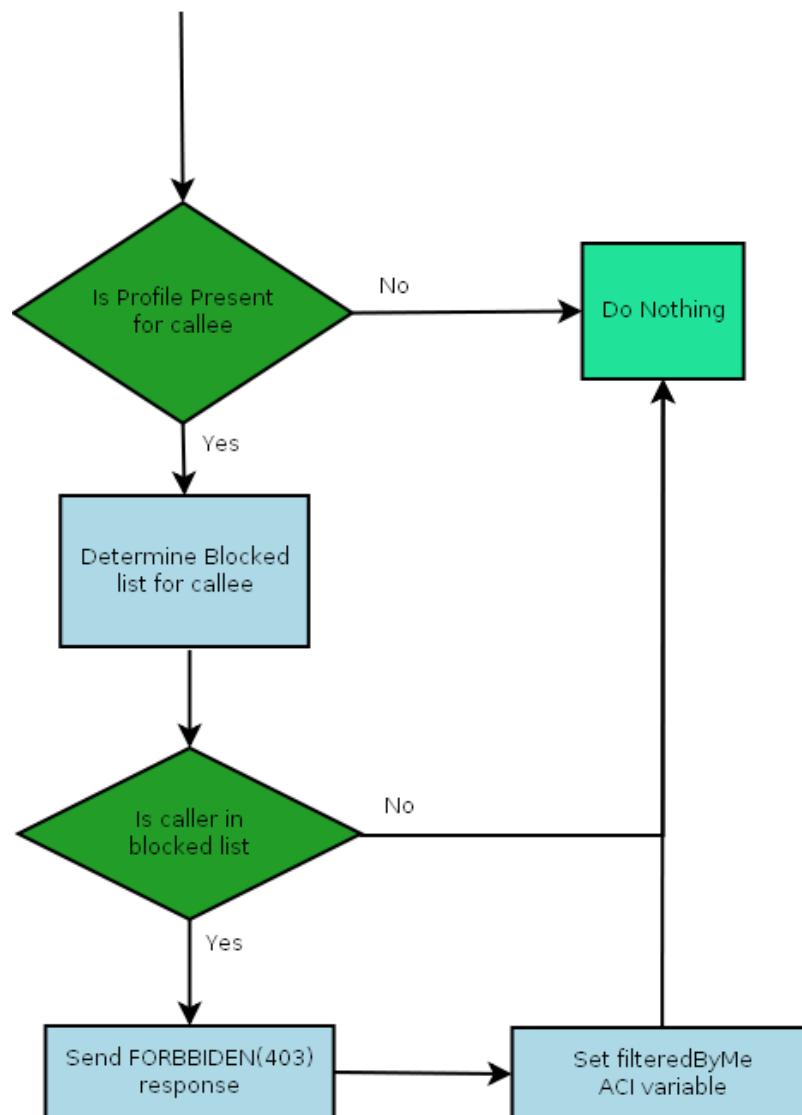 Is Profile Present
for callee
No
Do Nothing
Yes
Determine Blocked
list for callee
Is caller in
blocked list
No
Yes
Send FORBBIDEN(403)
response
Set filteredByMe
ACI variable